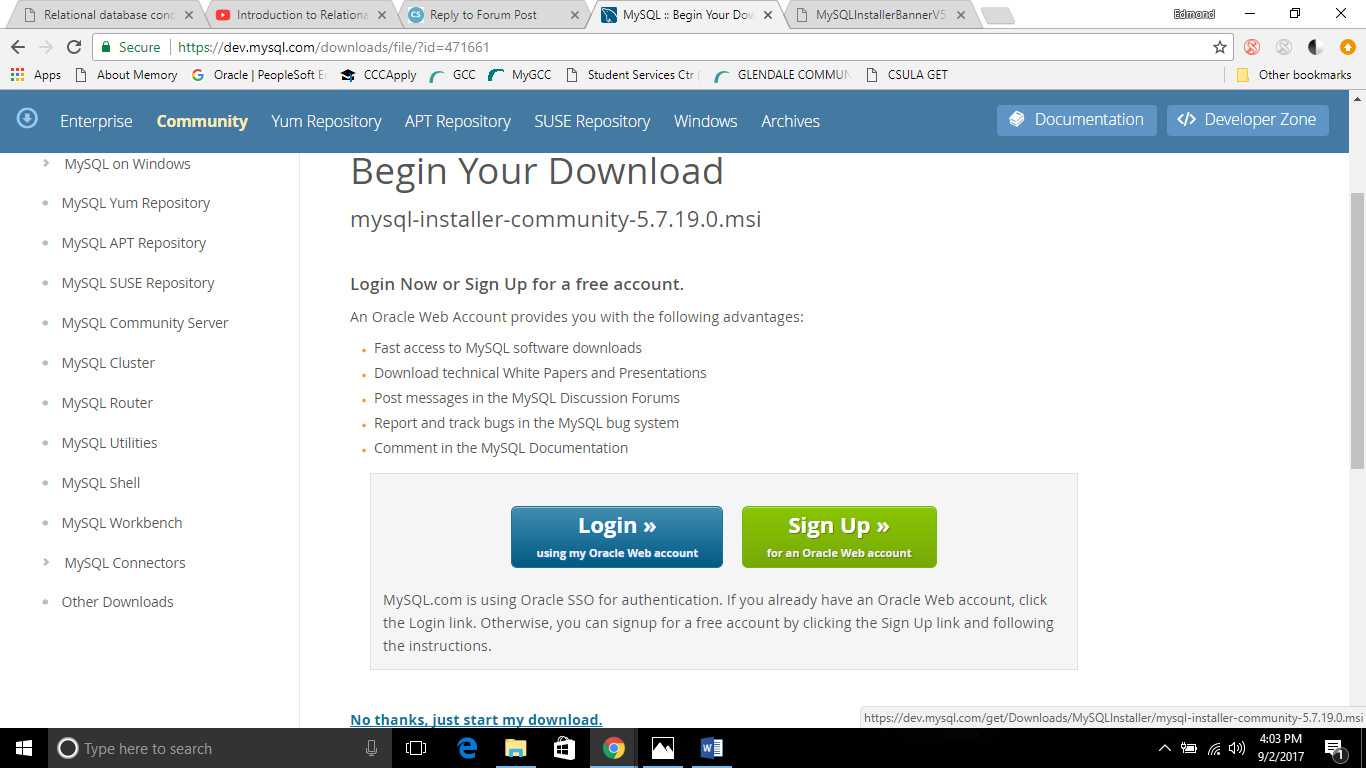 Relational database conc
Introduction to Relationa
Reply to Forum Post
MySQL :: Begin Your Dow
MySQLInstallerBannerV5.
Edmond
Secure
https://dev.mysql.com/downloads/file/?id=471661
Apps
About Memory
Oracle | PeopleSoft En
CCCApply
GCC
MyGCC
Student Services Ctr (
GLENDALE COMMUN
CSULA GET
Other bookmarks
Enterprise
Community
Yum Repository
APT Repository
SUSE Repository
Windows
Archives
Documentation
Developer Zone
MySQL on Windows
MySQL Yum Repository
MySQL APT Repository
MySQL SUSE Repository
MySQL Community Server
MySQL Cluster
MySQL Router
MySQL Utilities
MySQL Shell
MySQL Workbench
MySQL Connectors
Other Downloads
Begin Your Download
mysql-installer-community-5.7.19.0.msi
Login Now or Sign Up for a free account.
An Oracle Web Account provides you with the following advantages:
Fast access to MySQL software downloads
Download technical White Papers and Presentations
Post messages in the MySQL Discussion Forums
Report and track bugs in the MySQL bug system
Comment in the MySQL Documentation
Login »
using my Oracle Web account
Sign Up »
for an Oracle Web account
MySQL.com is using Oracle SSO for authentication. If you already have an Oracle Web account, click
the Login link. Otherwise, you can signup for a free account by clicking the Sign Up link and following
the instructions.
No thanks, just start my download.
https://dev.mysql.com/get/Downloads/MySQLInstaller/mysql-installer-community-5.7.19.0.msi
Type here to search
4:03 PM
9/2/2017
1